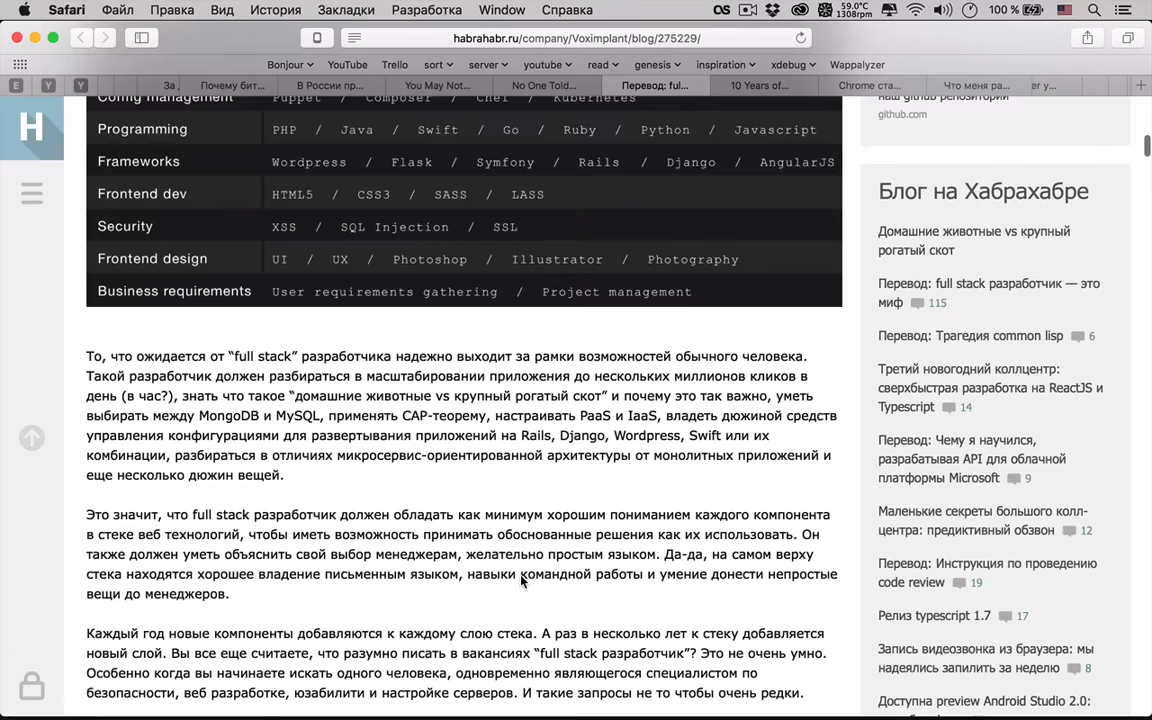 Safari Файл Правка Вид История Закладки Разработка Window Справка 59.0°C 1308rpm 100 %
habrahabr.ru/company/Voximplant/blog/275229/
Bonjour YouTube Trello sort server youtube read genesis inspiration xdebug Wappalyzer
E Y Y За Почему бит... В России пр... You May Not... No One Told... Перевод: ful... 10 Years of... Chrome ста... Что меня ра... er y...
Config management Puppet / Composer / Chef / Kubernetes
Programming PHP / Java / Swift / Go / Ruby / Python / Javascript
Frameworks Wordpress / Flask / Symfony / Rails / Django / AngularJS
Frontend dev HTML5 / CSS3 / SASS / LASS
Security XSS / SQL Injection / SSL
Frontend design UI / UX / Photoshop / Illustrator / Photography
Business requirements User requirements gathering / Project management
То, что ожидается от “full stack” разработчика надежно выходит за рамки возможностей обычного человека.
Такой разработчик должен разбираться в масштабировании приложения до нескольких миллионов кликов в
день (в час?), знать что такое “домашние животные vs крупный рогатый скот” и почему это так важно, уметь
выбирать между MongoDB и MySQL, применять CAP-теорему, настраивать PaaS и IaaS, владеть дюжиной средств
управления конфигурациями для развертывания приложений на Rails, Django, Wordpress, Swift или их
комбинации, разбираться в отличиях микросервис-ориентированной архитектуры от монолитных приложений и
еще несколько дюжин вещей.
Это значит, что full stack разработчик должен обладать как минимум хорошим пониманием каждого компонента
в стеке веб технологий, чтобы иметь возможность принимать обоснованные решения как их использовать. Он
также должен уметь объяснить свой выбор менеджерам, желательно простым языком. Да-да, на самом верху
стека находятся хорошее владение письменным языком, навыки командной работы и умение донести непростые
вещи до менеджеров.
Каждый год новые компоненты добавляются к каждому слою стека. А раз в несколько лет к стеку добавляется
новый слой. Вы все еще считаете, что разумно писать в вакансиях “full stack разработчик”? Это не очень умно.
Особенно когда вы начинаете искать одного человека, одновременно являющегося специалистом по
безопасности, веб разработке, юзабилити и настройке серверов. И такие запросы не то чтобы очень редки.
наш github репозиторий
github.com
Блог на Хабрахабре
Домашние животные vs крупный
рогатый скот
Перевод: full stack разработчик — это
миф 115
Перевод: Трагедия common lisp 6
Третий новогодний коллцентр:
сверхбыстрая разработка на ReactJS и
Typescript 14
Перевод: Чему я научился,
разрабатывая API для облачной
платформы Microsoft 9
Маленькие секреты большого колл-
центра: предиктивный обзвон 12
Перевод: Инструкция по проведению
code review 19
Релиз typescript 1.7 17
Запись видеозвонка из браузера: мы
надеялись запилить за неделю 8
Доступна preview Android Studio 2.0: